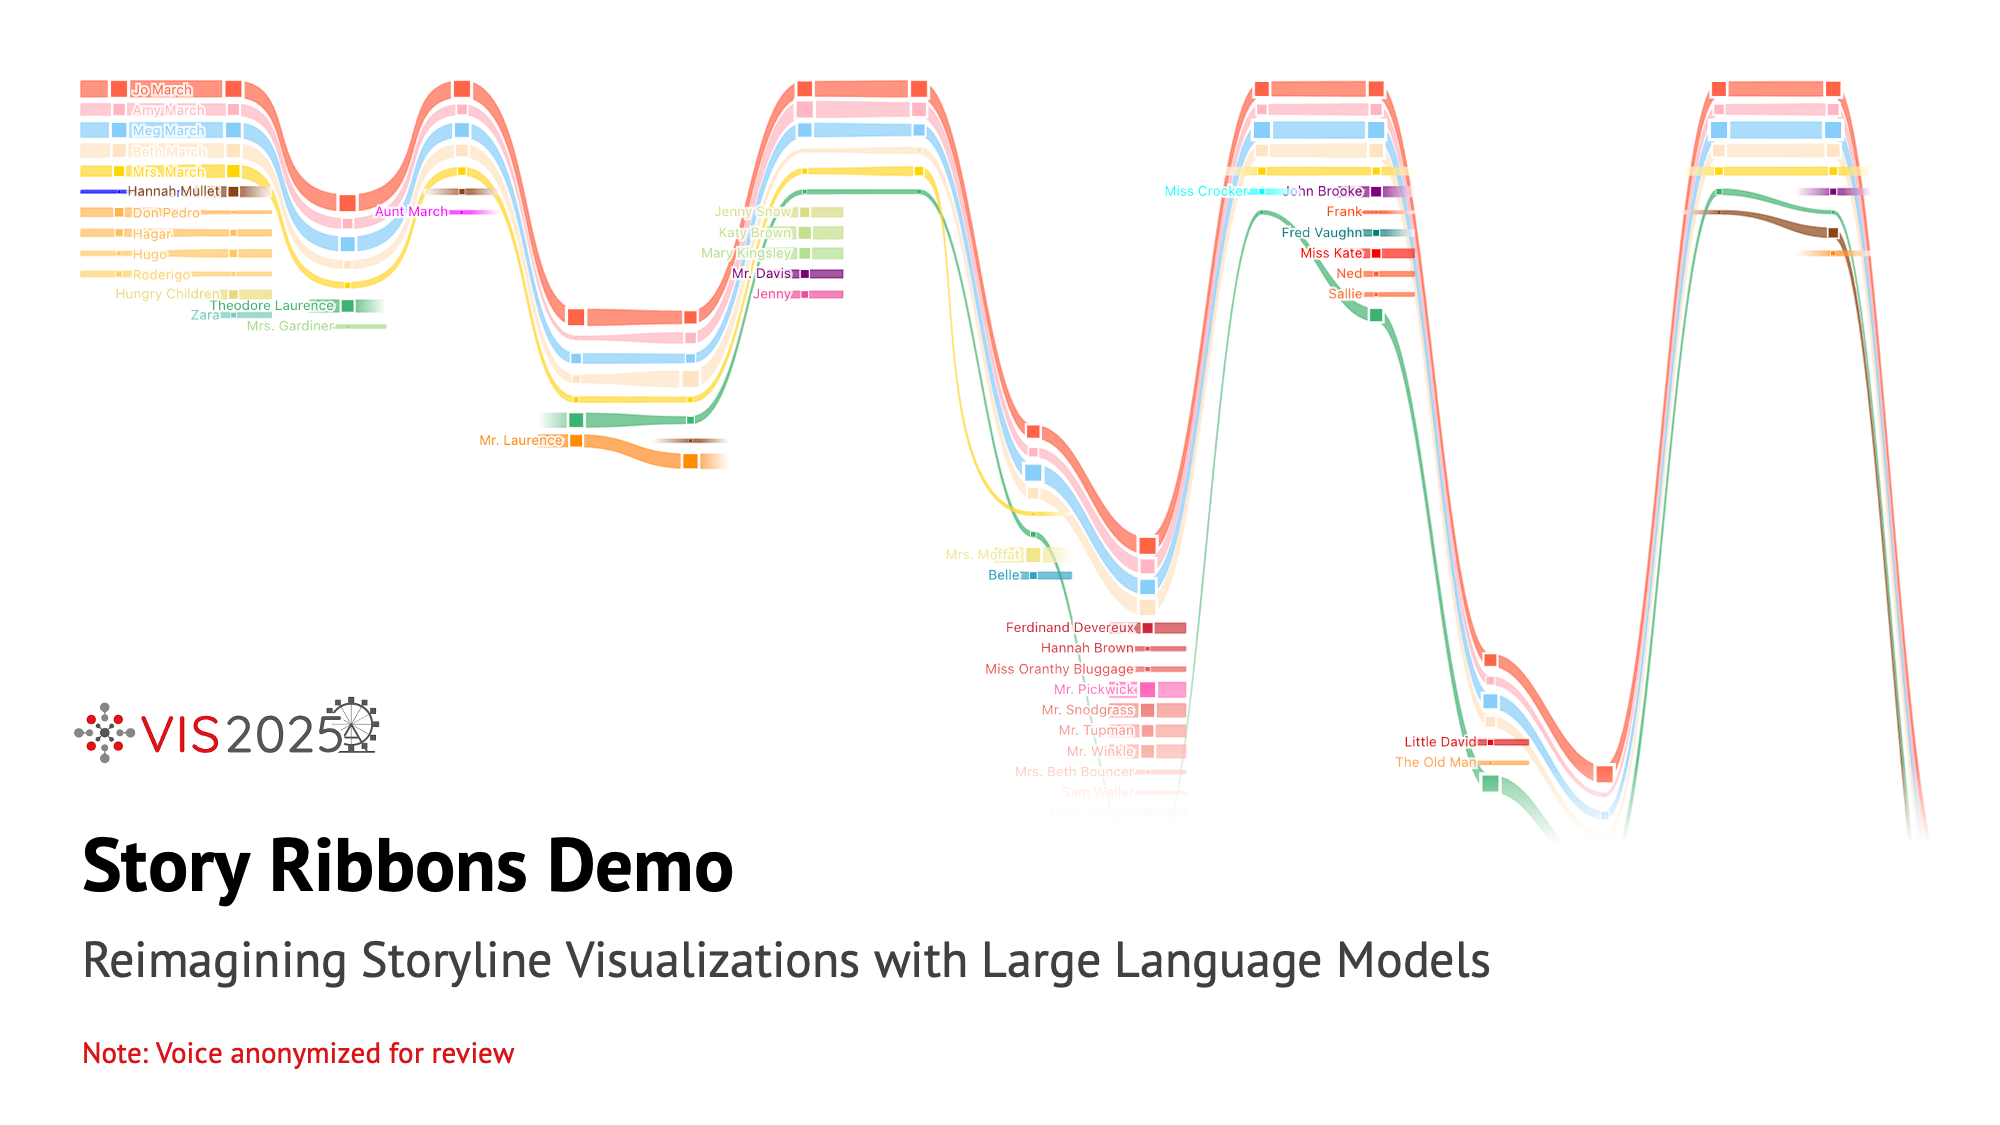 Jo March
Amy March
Meg March
Beth March
Mrs. March
Hannah Mullet
Don Pedro
Hagar
Hugo
Roderigo
Hungry Children
Zara
Theodore Laurence
Mrs. Gardiner
Aunt March
Mr. Laurence
Jenny Snow
Katy Brown
Mary Kingsley
Mr. Davis
Jenny
Mrs. Moffat
Belle
Ferdinand Devereux
Hannah Brown
Miss Oranthy Bluggage
Mr. Pickwick
Mr. Snodgrass
Mr. Tupman
Mr. Winkle
Mrs. Beth Bouncer
Sam Weller
Miss Crocker
John Brooke
Frank
Fred Vaughn
Miss Kate
Ned
Sallie
Little David
The Old Man
VIS 2025
Story Ribbons Demo
Reimagining Storyline Visualizations with Large Language Models
Note: Voice anonymized for review